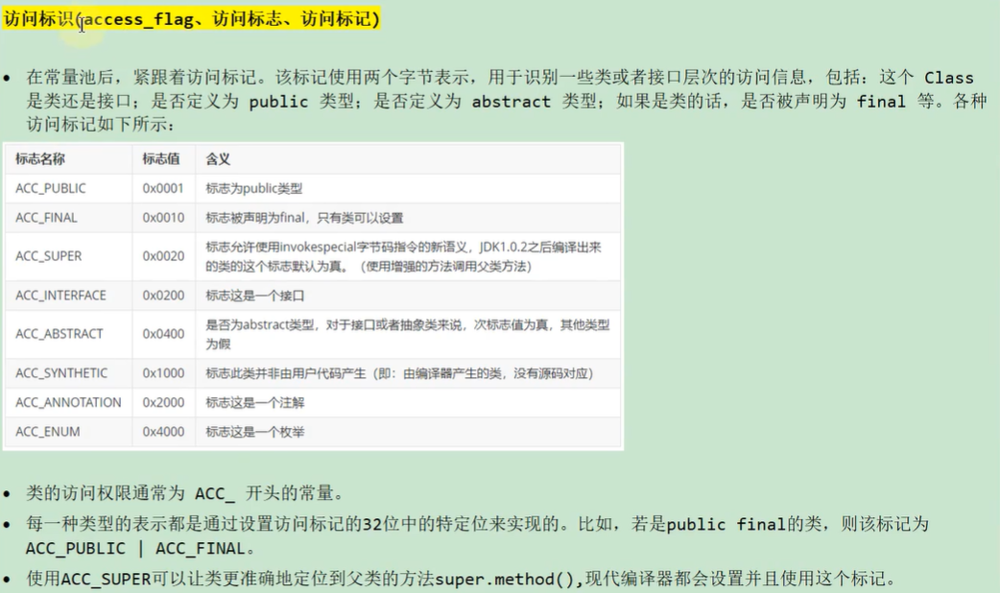 访问标识(access_flag、访问标志、访问标记)
• 在常量池后，紧跟着访问标记。该标记使用两个字节表示，用于识别一些类或者接口层次的访问信息，包括：这个 Class
是类还是接口；是否定义为 public 类型；是否定义为 abstract 类型；如果是类的话，是否被声明为 final 等。各种
访问标记如下所示：
标志名称 标志值 含义
ACC_PUBLIC 0x0001 标志为public类型
ACC_FINAL 0x0010 标志被声明为final，只有类可以设置
ACC_SUPER 0x0020 标志允许使用invokespecial字节码指令的新语义，JDK1.0.2之后编译出来
的类的这个标志默认为真。（使用增强的方法调用父类方法）
ACC_INTERFACE 0x0200 标志这是一个接口
ACC_ABSTRACT 0x0400 是否为abstract类型，对于接口或者抽象类来说，次标志值为真，其他类型
为假
ACC_SYNTHETIC 0x1000 标志此类并非由用户代码产生（即：由编译器产生的类，没有源码对应）
ACC_ANNOTATION 0x2000 标志这是一个注解
ACC_ENUM 0x4000 标志这是一个枚举
• 类的访问权限通常为 ACC_ 开头的常量。
• 每一种类型的表示都是通过设置访问标记的32位中的特定位来实现的。比如，若是public final的类，则该标记为
ACC_PUBLIC | ACC_FINAL。
• 使用ACC_SUPER可以让类更准确地定位到父类的方法super.method(),现代编译器都会设置并且使用这个标记。